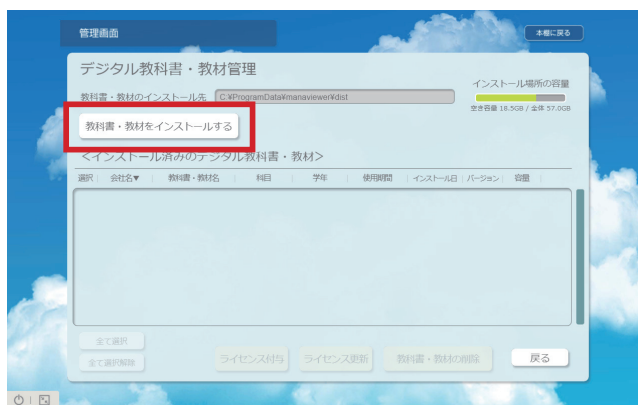 管理画面
本棚に戻る
デジタル教科書・教材管理
インストール場所の容量
教科書・教材のインストール先 C:¥ProgramData¥manaviewer¥dist
空き容量 18.5GB / 全体 57.0GB
教科書・教材をインストールする
<インストール済みのデジタル教科書・教材>
選択 会社名▼ 教科書・教材名 科目 学年 使用期間 インストール日 バージョン 容量
全て選択
全て選択解除
ライセンス付与 ライセンス更新 教科書・教材の削除 戻る